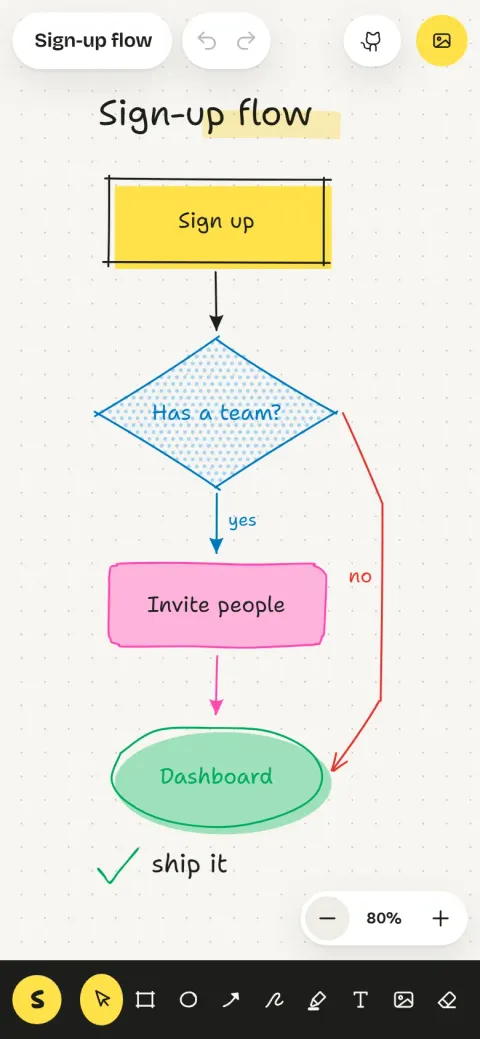 Sign-up flow
Sign-up flow
Sign up
Has a team?
yes
no
Invite people
Dashboard
ship it
80%
S
T